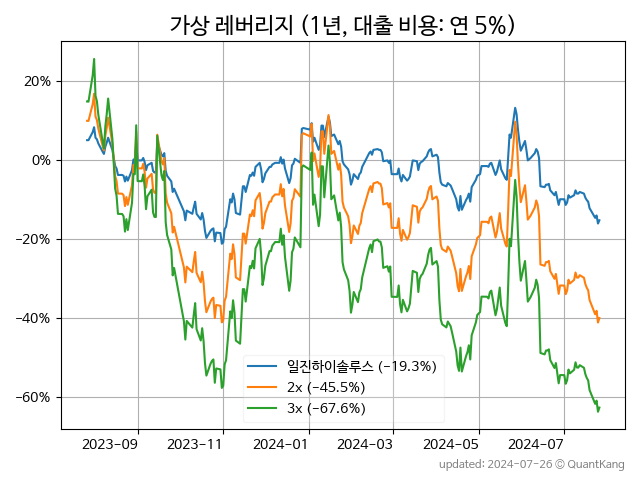 가상 레버리지 (1년, 대출 비용: 연 5%)
20%
0%
−20%
−40%
−60%
일진하이솔루스 (−19.3%)
2x (−45.5%)
3x (−67.6%)
2023-09
2023-11
2024-01
2024-03
2024-05
2024-07
updated: 2024-07-26 © QuantKang